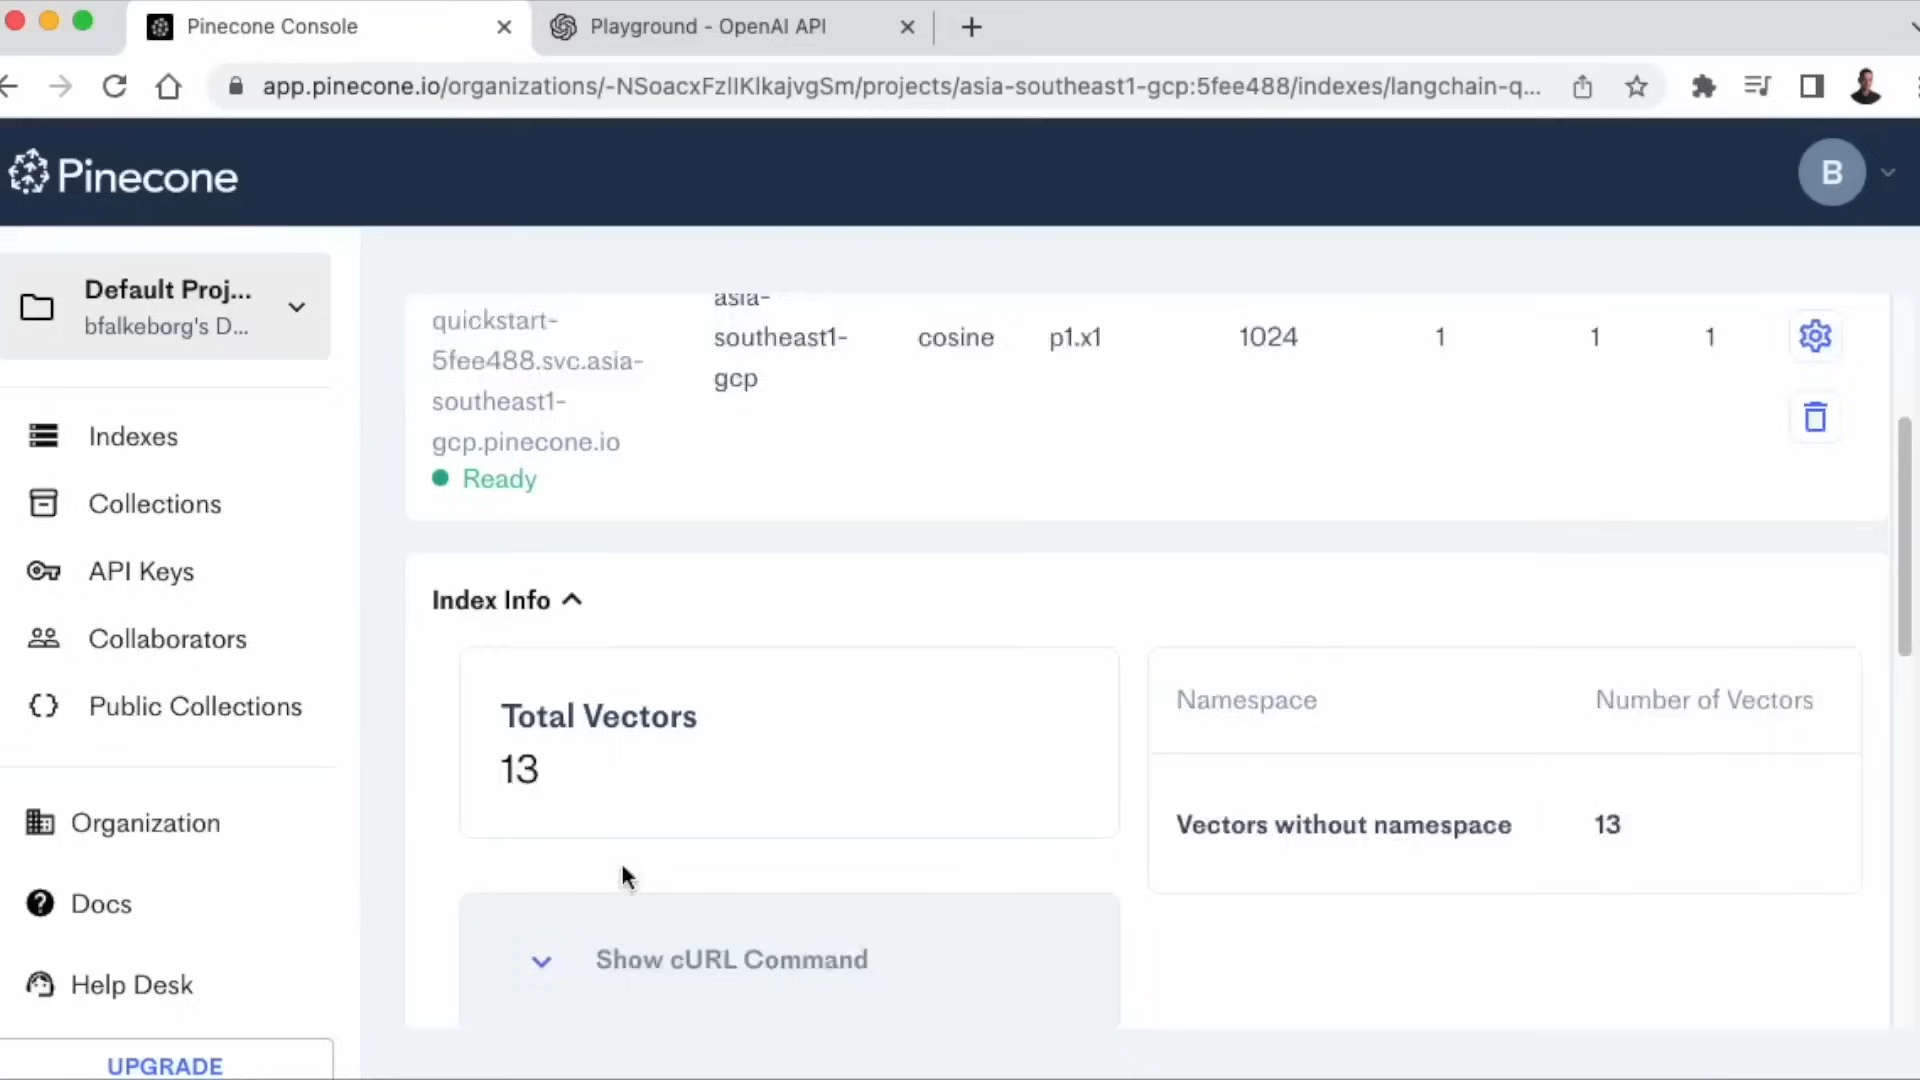 Pinecone Console
Playground - OpenAI API
app.pinecone.io/organizations/-NSoacxFzlIKlkajvgSm/projects/asia-southeast1-gcp:5fee488/indexes/langchain-q...
Pinecone
B
Default Proj...
bfalkeborg's D...
Indexes
Collections
API Keys
Collaborators
Public Collections
Organization
Docs
Help Desk
UPGRADE
quickstart-
5fee488.svc.asia-
southeast1-
gcp.pinecone.io
Ready
asia-
southeast1-
gcp
cosine
p1.x1
1024
1
1
1
Index Info
Total Vectors
13
Namespace
Number of Vectors
Vectors without namespace
13
Show cURL Command